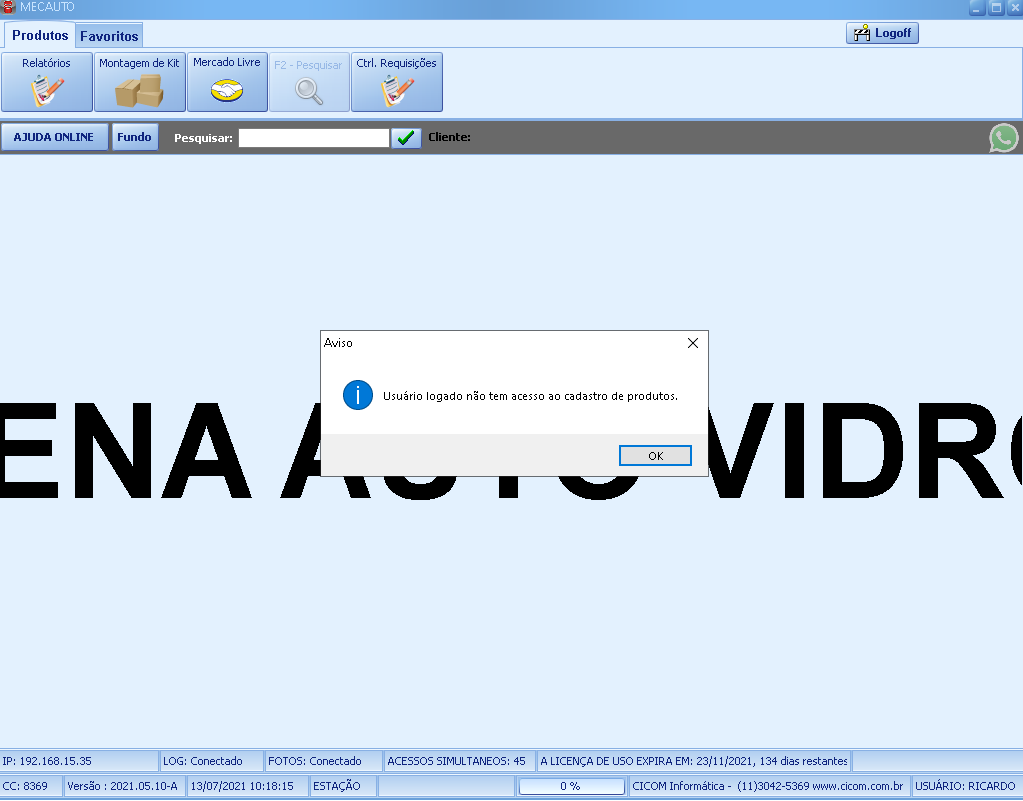 MECAUTO
Produtos Favoritos
Logoff
Relatórios Montagem de Kit Mercado Livre F2 - Pesquisar Ctrl. Requisições
AJUDA ONLINE Fundo Pesquisar: Cliente:
Aviso
Usuário logado não tem acesso ao cadastro de produtos.
OK
ENA AUTO VIDRO
IP: 192.168.15.35 LOG: Conectado FOTOS: Conectado ACESSOS SIMULTANEOS: 45 A LICENÇA DE USO EXPIRA EM: 23/11/2021, 134 dias restantes
CC: 8369 Versão : 2021.05.10-A 13/07/2021 10:18:15 ESTAÇÃO 0 % CICOM Informática - (11)3042-5369 www.cicom.com.br USUÁRIO: RICARDO